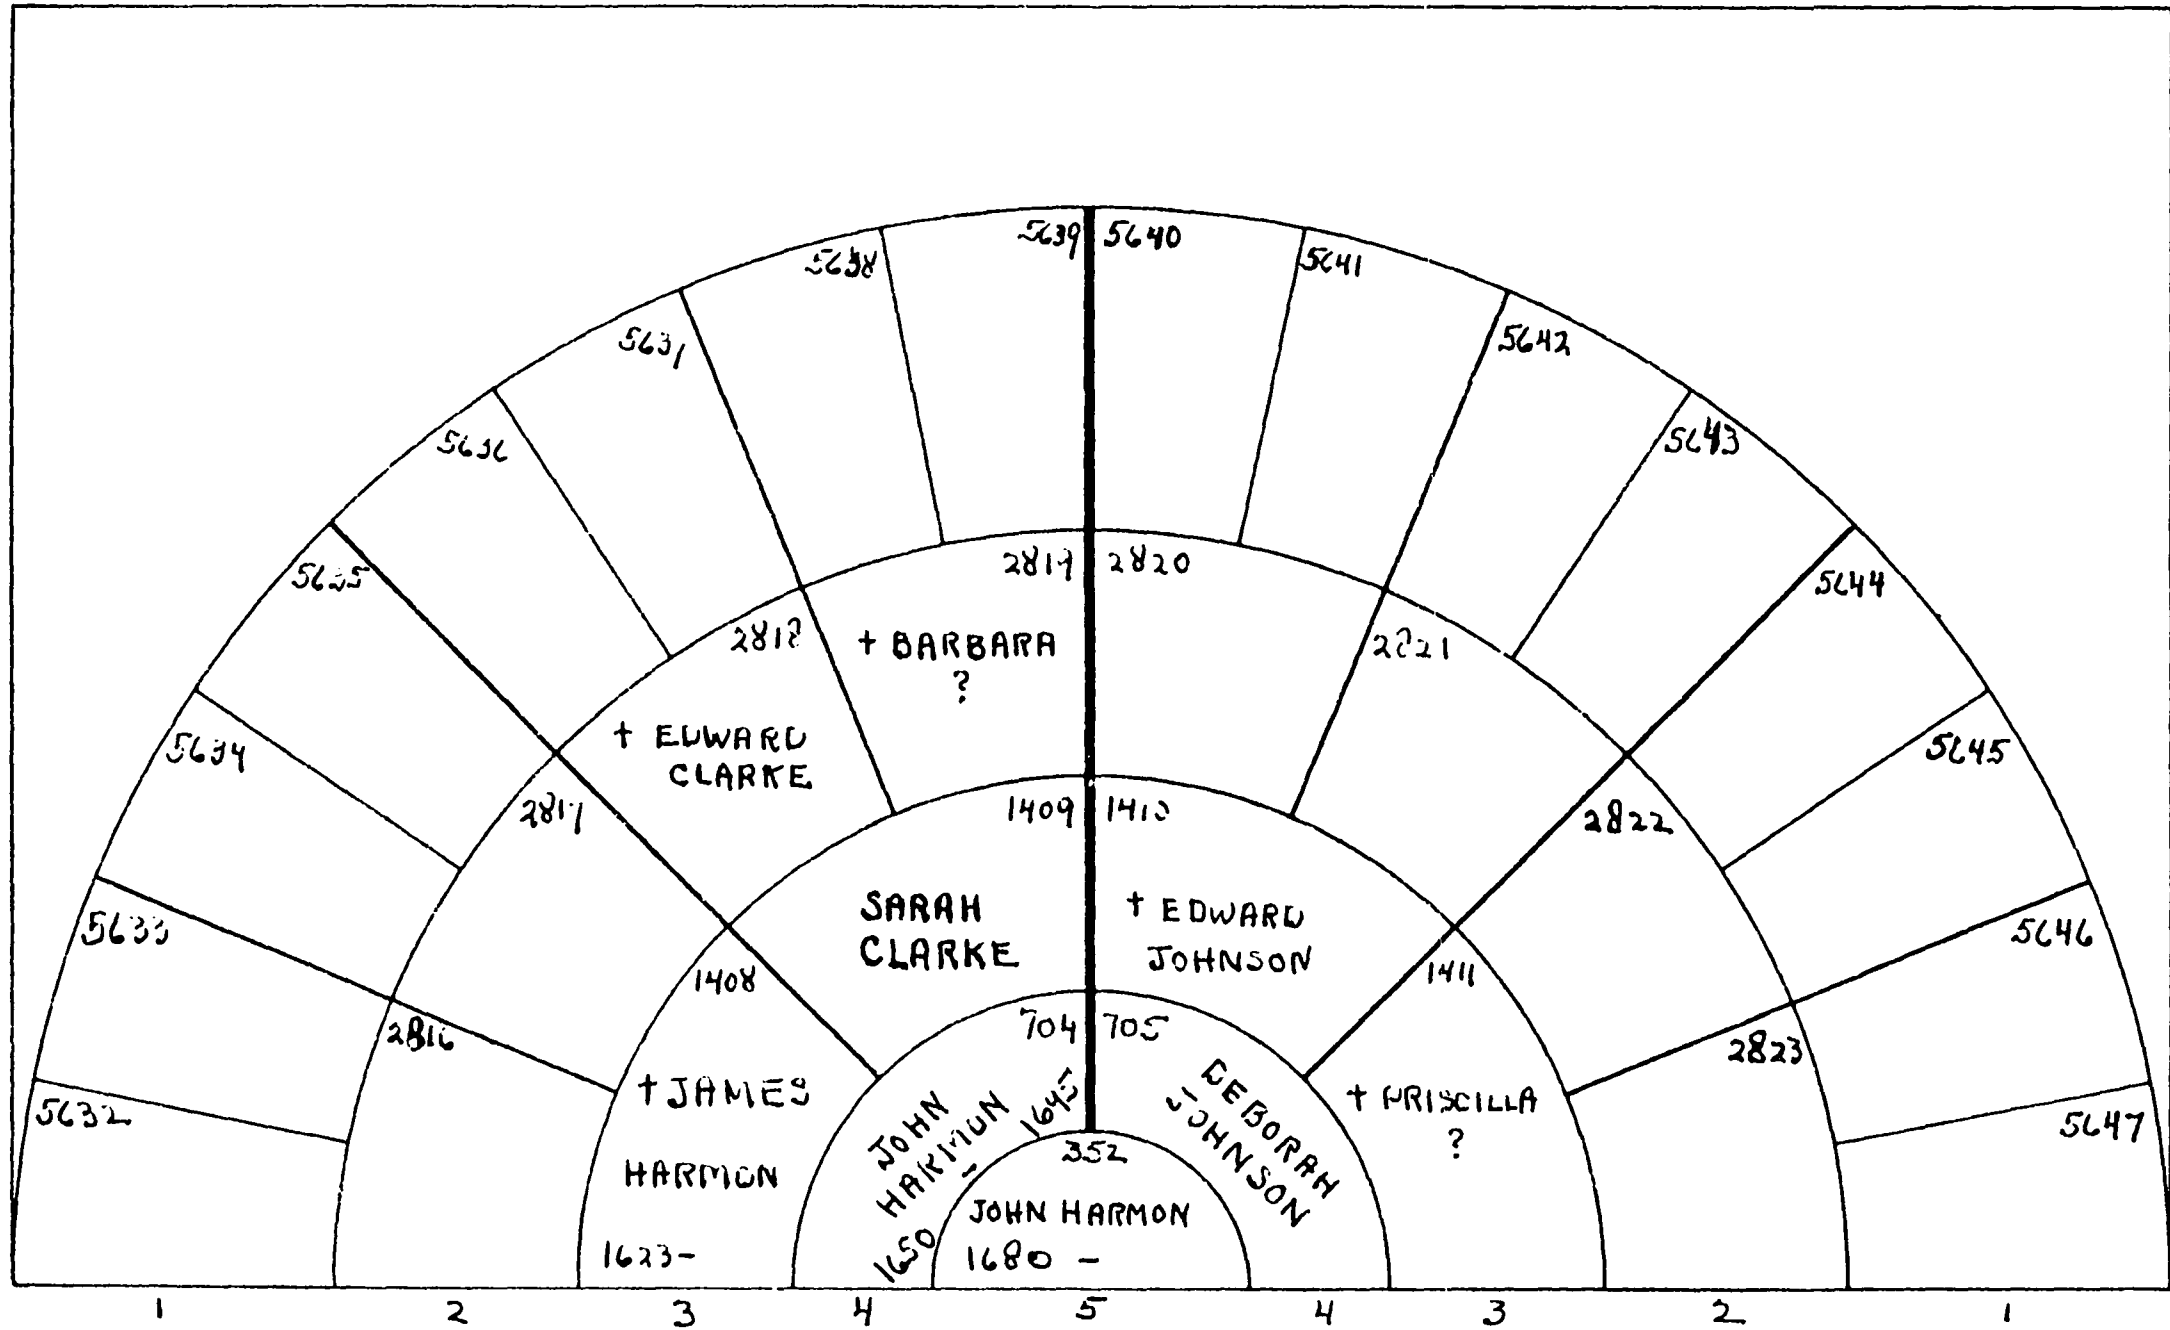 5639 5640
5638 5641
5631 5642
5636 5643
5635 5644
2819 2820
2818 2821
+ BARBARA
?
+ EDWARD
CLARKE
5634 5645
2817 2822
1409 1410
SARAH
CLARKE
+ EDWARD
JOHNSON
5633 5646
1408 1411
2816 2823
704 705
+ JAMES
HARMON
1623-
JOHN
HARMON
1650 - 1695
DEBORAH
JOHNSON
+ PRISCILLA
?
5632 5647
352
JOHN HARMON
1680 -
1 2 3 4 5 4 3 2 1